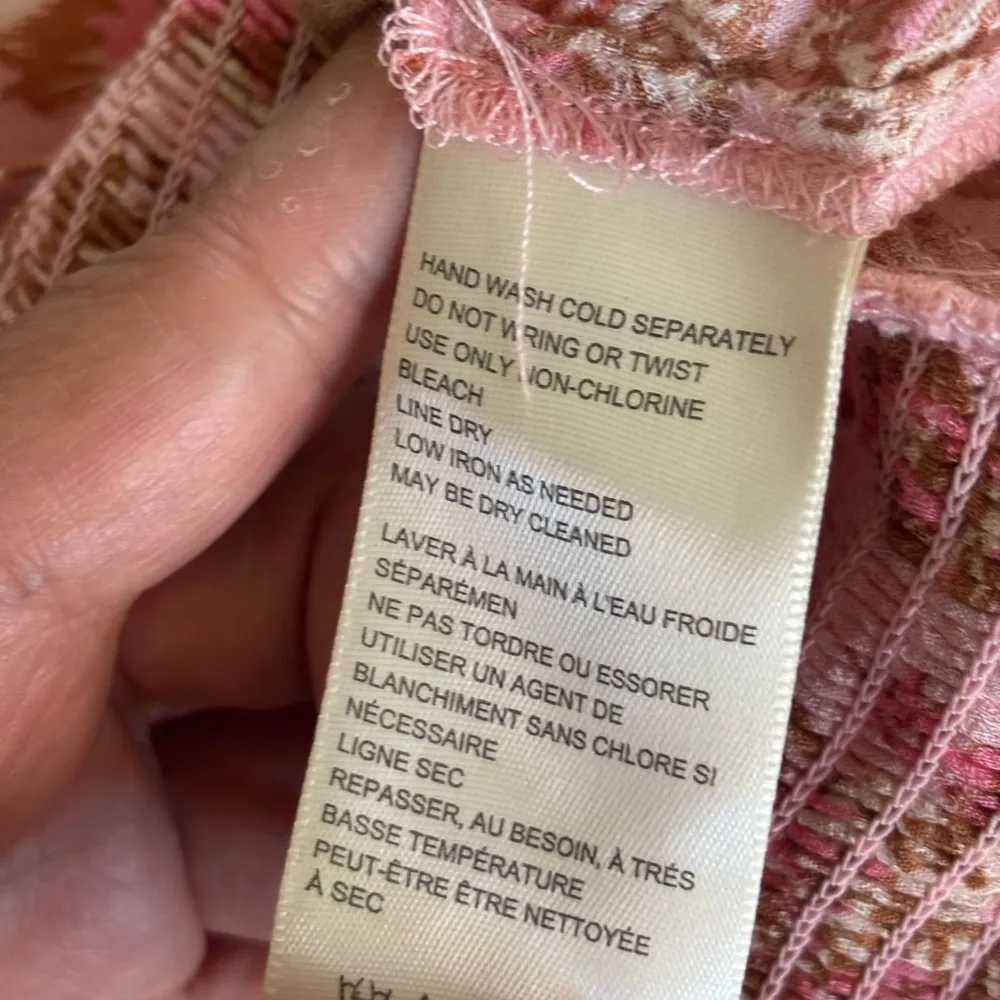 HAND WASH COLD SEPARATELY
DO NOT WRING OR TWIST
USE ONLY NON-CHLORINE
BLEACH
LINE DRY
LOW IRON AS NEEDED
MAY BE DRY CLEANED
LAVER À LA MAIN À L'EAU FROIDE
SÉPARÉMEN
NE PAS TORDRE OU ESSORER
UTILISER UN AGENT DE
BLANCHIMENT SANS CHLORE SI
NÉCESSAIRE
LIGNE SEC
REPASSER, AU BESOIN, À TRÉS
BASSE TEMPÉRATURE
PEUT-ÊTRE ÊTRE NETTOYÉE
À SEC